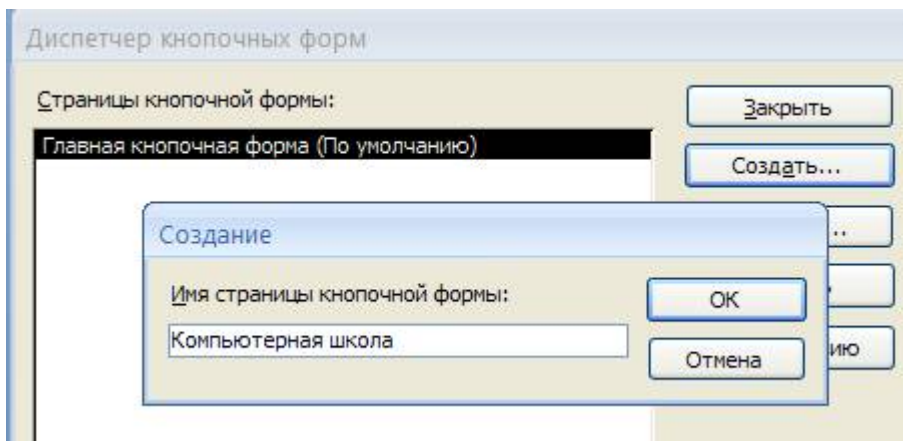 Диспетчер кнопочных форм
Страницы кнопочной формы:
Закрыть
Главная кнопочная форма (По умолчанию)
Создать...
Создание
Имя страницы кнопочной формы:
OK
Компьютерная школа
Отмена